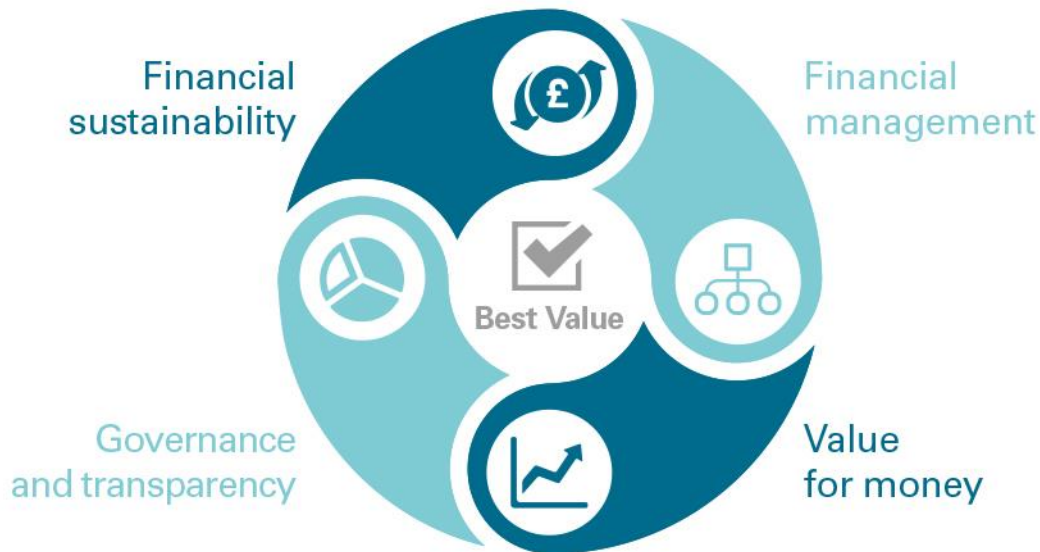 Financial
sustainability
Financial
management
£
Best Value
Governance
and transparency
Value
for money